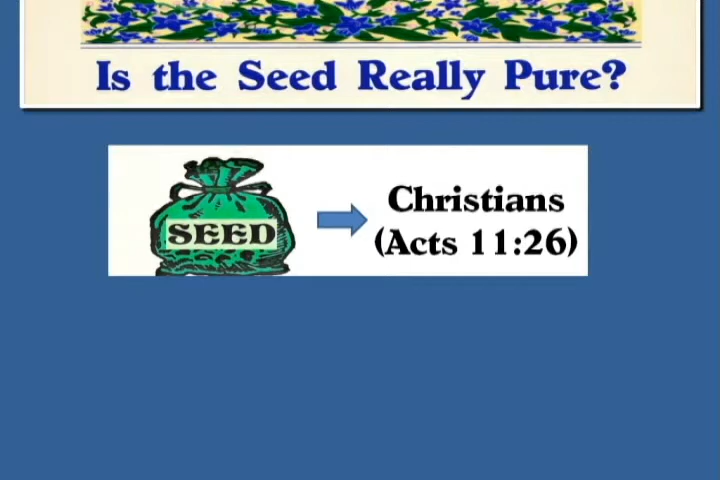 Is the Seed Really Pure?
SEED
Christians
(Acts 11:26)